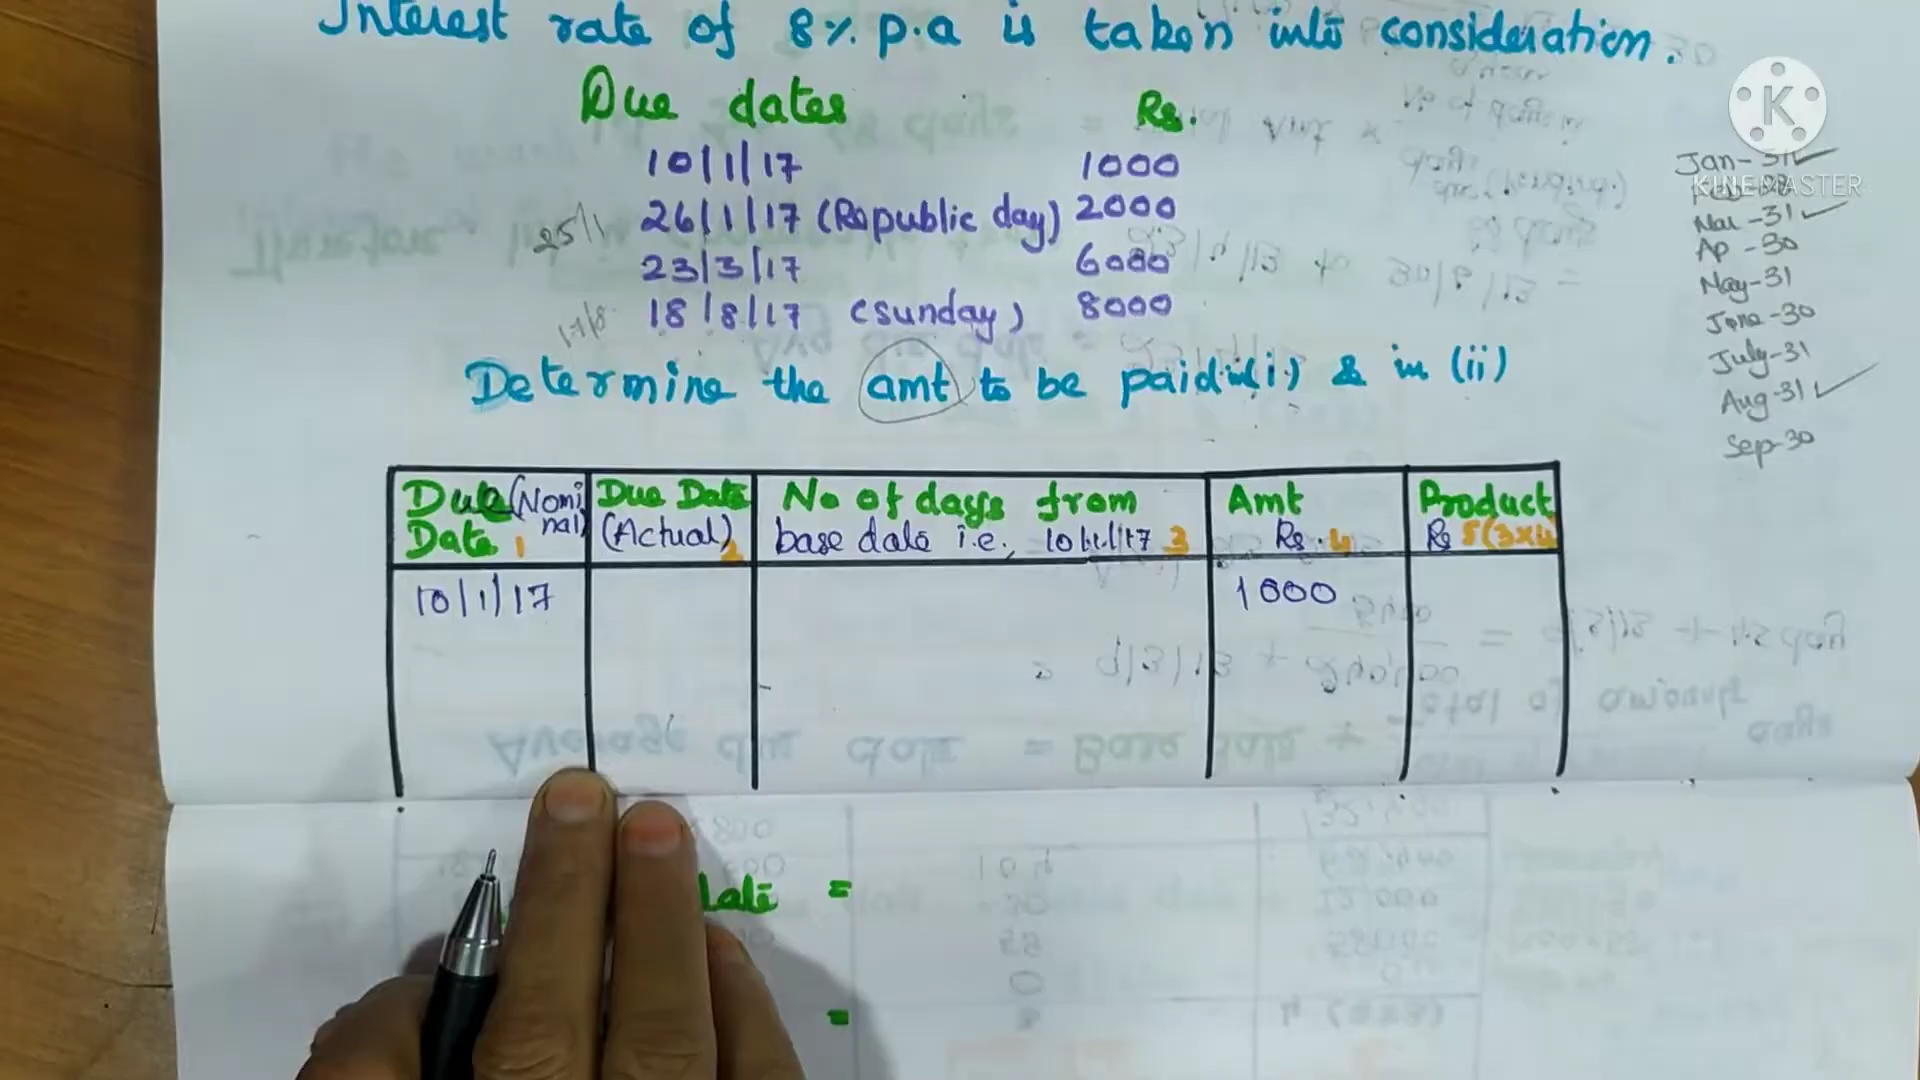 Interest rate of 8% p.a is taken into consideration.
Due dates Rs.
10/1/17 1000
26/1/17 (Republic day) 2000
25/1
23/3/17 6000
18/8/17 (Sunday) 8000
17/8
Determine the amt to be paid in (i) & in (ii)
Jan - 31
Mar - 31
Ap - 30
May - 31
June - 30
July - 31
Aug - 31
Sep - 30
K
KINEMASTER
Due (Nominal) Date 1
Due Date (Actual) 2
No of days from
base date i.e., 10/1/17 3
Amt
Rs. 4
Product
Rs 5(3x4)
10/1/17 1000
=
=